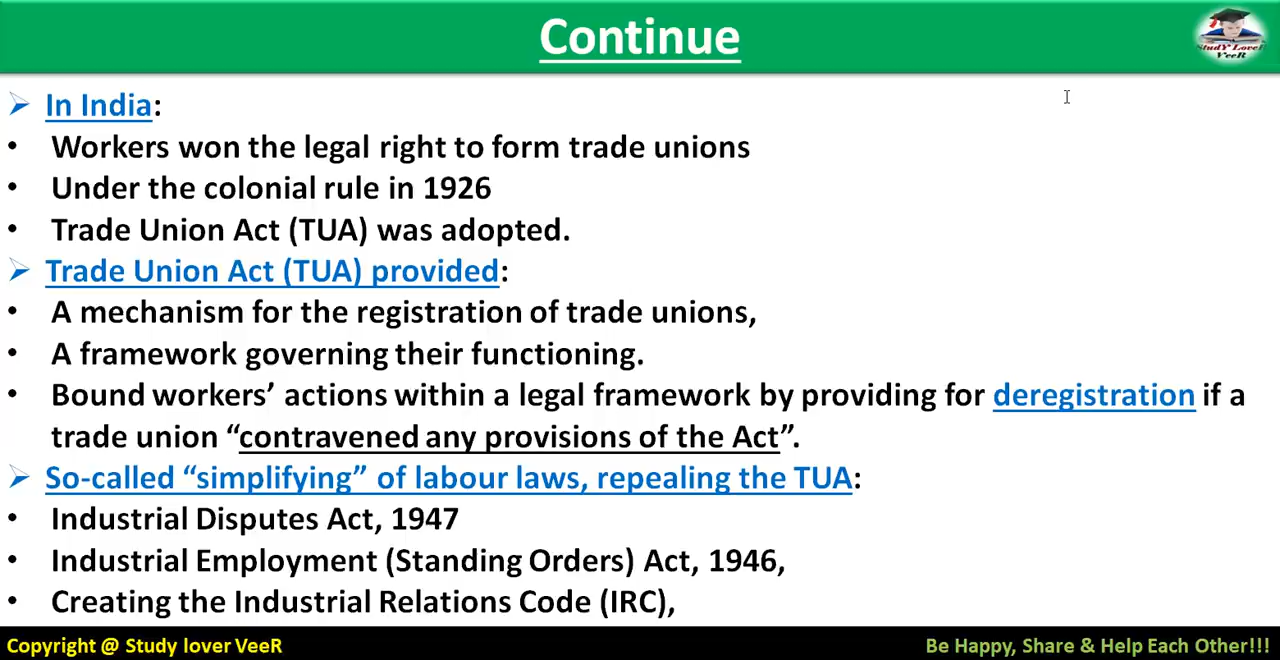 Continue
StudY LoveR
VeeR
➢ In India:
• Workers won the legal right to form trade unions
• Under the colonial rule in 1926
• Trade Union Act (TUA) was adopted.
➢ Trade Union Act (TUA) provided:
• A mechanism for the registration of trade unions,
• A framework governing their functioning.
• Bound workers’ actions within a legal framework by providing for deregistration if a
trade union “contravened any provisions of the Act”.
➢ So-called “simplifying” of labour laws, repealing the TUA:
• Industrial Disputes Act, 1947
• Industrial Employment (Standing Orders) Act, 1946,
• Creating the Industrial Relations Code (IRC),
Copyright @ Study lover VeeR
Be Happy, Share & Help Each Other!!!